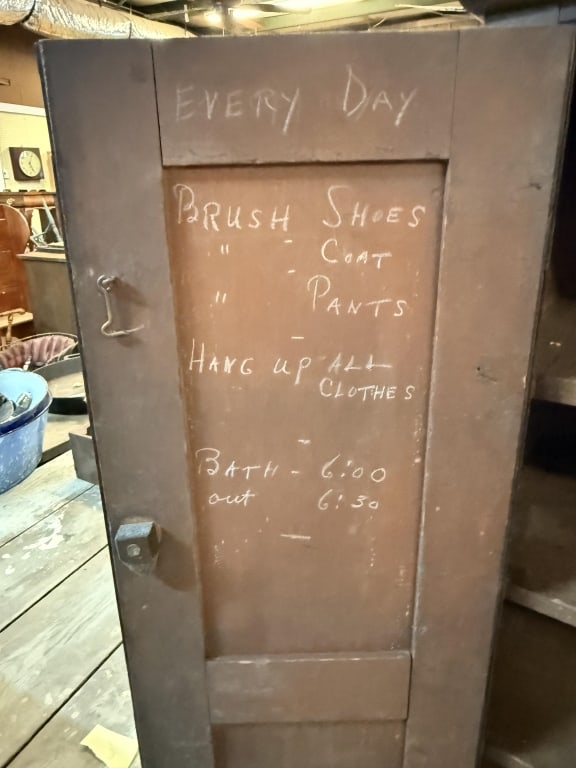 EVERY DAY
BRUSH SHOES
" - COAT
" - PANTS
-
HANG UP ALL
CLOTHES
-
BATH - 6:00
out 6:30
-